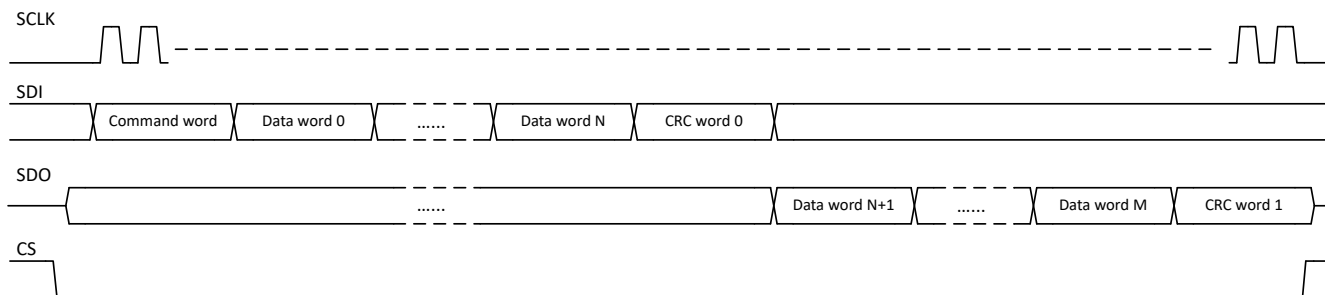 SCLK
SDI
Command word Data word 0 ...... Data word N CRC word 0
SDO
...... Data word N+1 ...... Data word M CRC word 1
CS